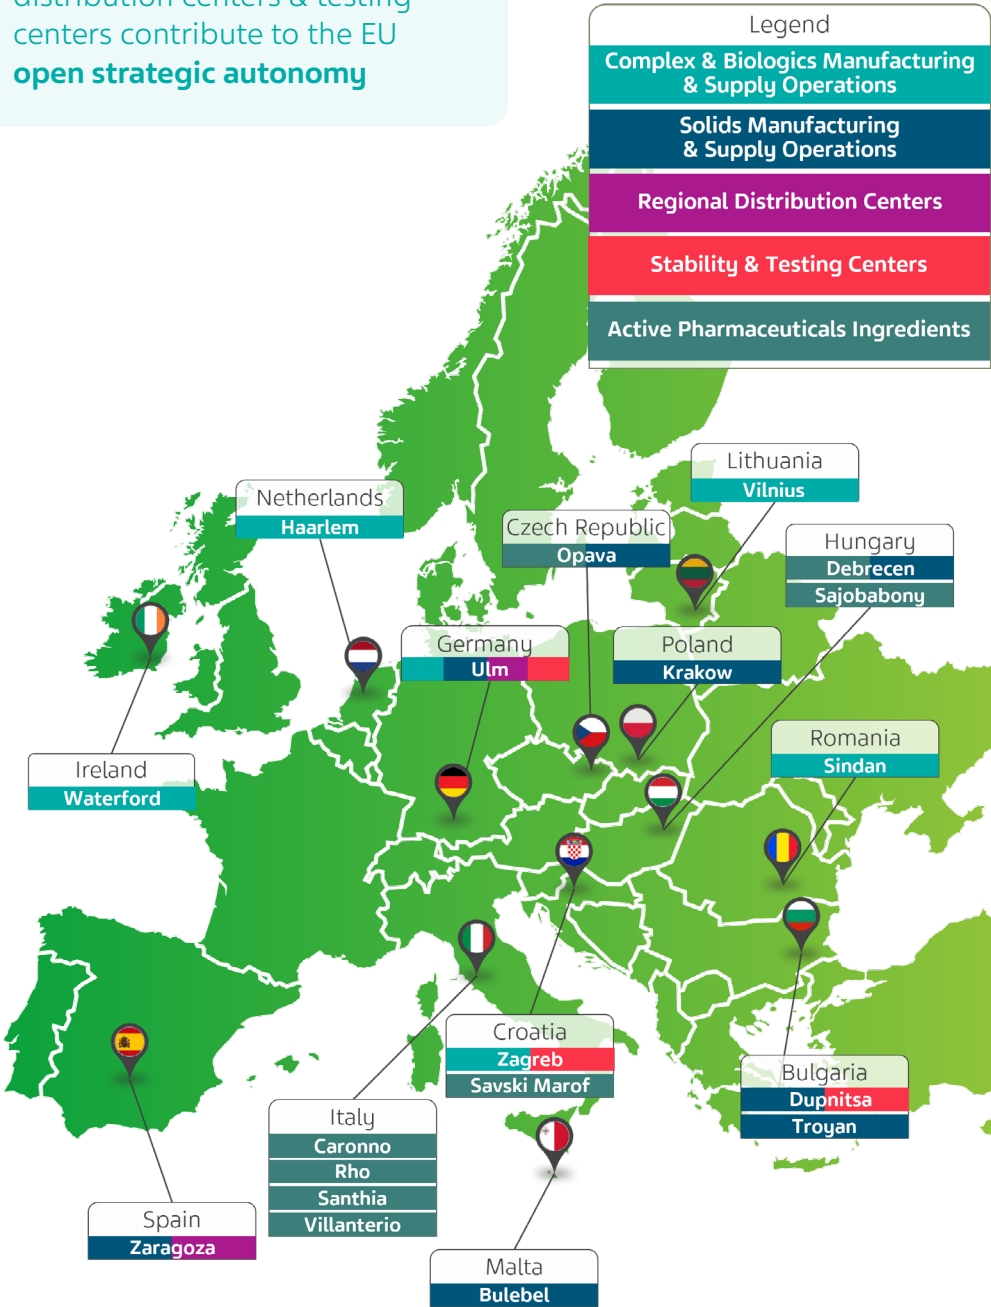 distribution centers & testing
centers contribute to the EU
open strategic autonomy
Legend
Complex & Biologics Manufacturing
& Supply Operations
Solids Manufacturing
& Supply Operations
Regional Distribution Centers
Stability & Testing Centers
Active Pharmaceuticals Ingredients
Lithuania
Vilnius
Netherlands
Haarlem
Czech Republic
Opava
Hungary
Debrecen
Sajobabony
Germany
Ulm
Poland
Krakow
Romania
Sindan
Ireland
Waterford
Croatia
Zagreb
Savski Marof
Bulgaria
Dupnitsa
Troyan
Italy
Caronno
Rho
Santhia
Villanterio
Spain
Zaragoza
Malta
Bulebel